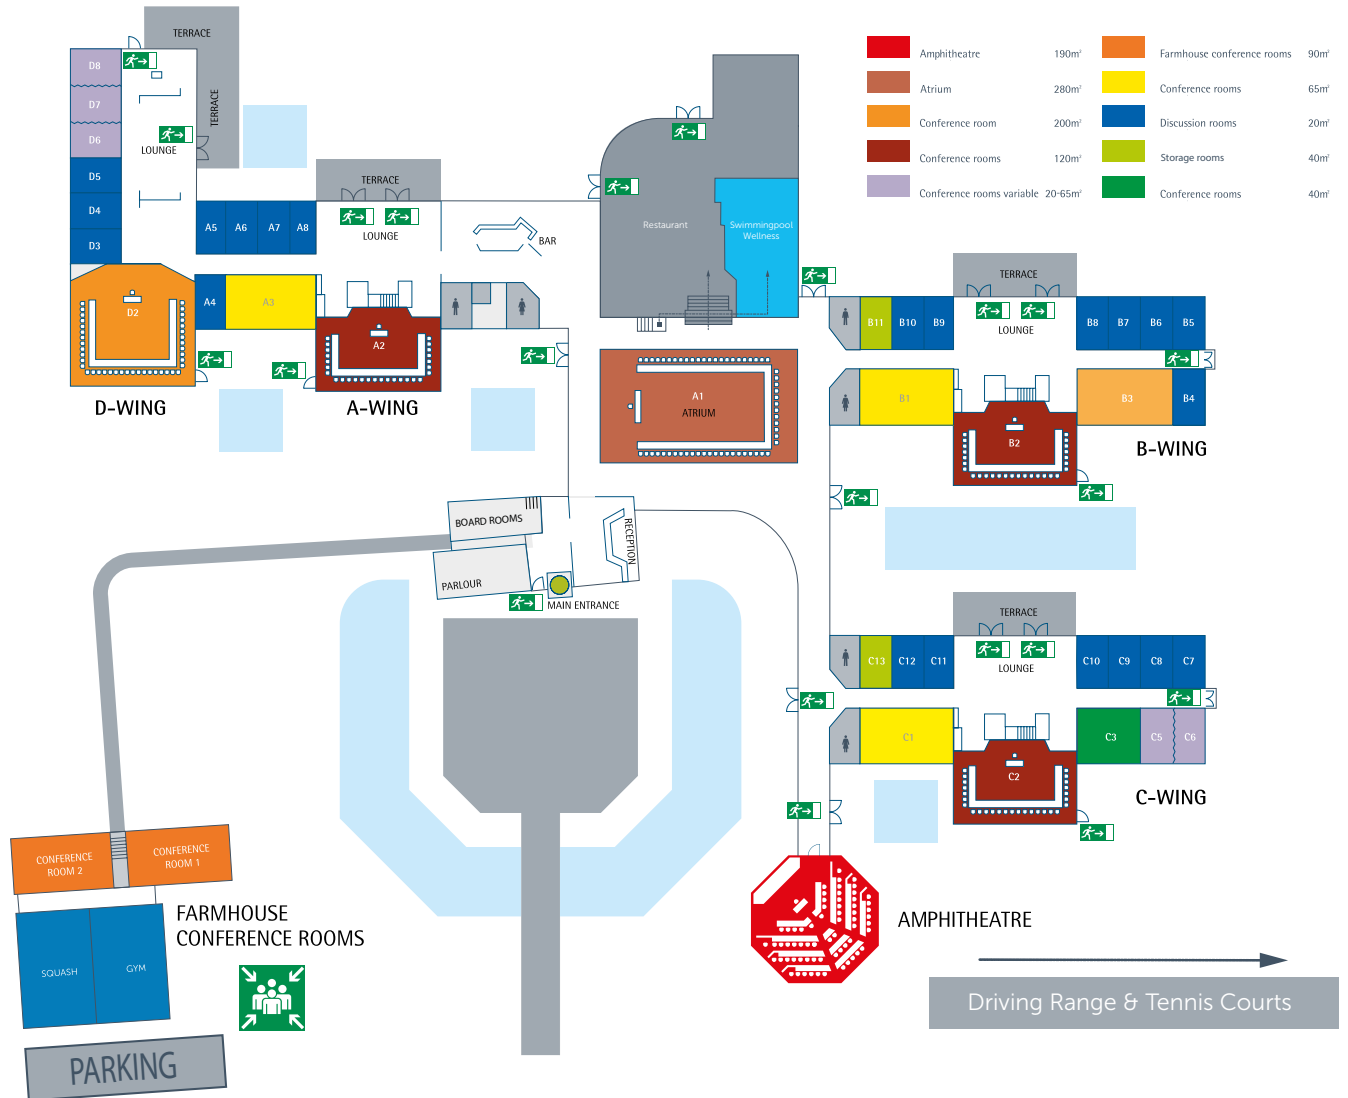 TERRACE
D8
D7
D6
D5
D4
D3
D2
TERRACE
LOUNGE
D-WING
TERRACE
LOUNGE
A5 A6 A7 A8
A4 A3
A2
A-WING
BAR
Restaurant
Swimmingpool
Wellness
A1
ATRIUM
Amphitheatre 190m²
Atrium 280m²
Conference room 200m²
Conference rooms 120m²
Conference rooms variable 20-65m²
Farmhouse conference rooms 90m²
Conference rooms 65m²
Discussion rooms 20m²
Storage rooms 40m²
Conference rooms 40m²
TERRACE
LOUNGE
B11 B10 B9
B8 B7 B6 B5
B1
B2
B3 B4
B-WING
BOARD ROOMS
PARLOUR
RECEPTION
MAIN ENTRANCE
TERRACE
LOUNGE
C13 C12 C11
C10 C9 C8 C7
C1
C2
C3 C5 C6
C-WING
CONFERENCE
ROOM 2
CONFERENCE
ROOM 1
FARMHOUSE
CONFERENCE ROOMS
SQUASH
GYM
PARKING
AMPHITHEATRE
Driving Range & Tennis Courts